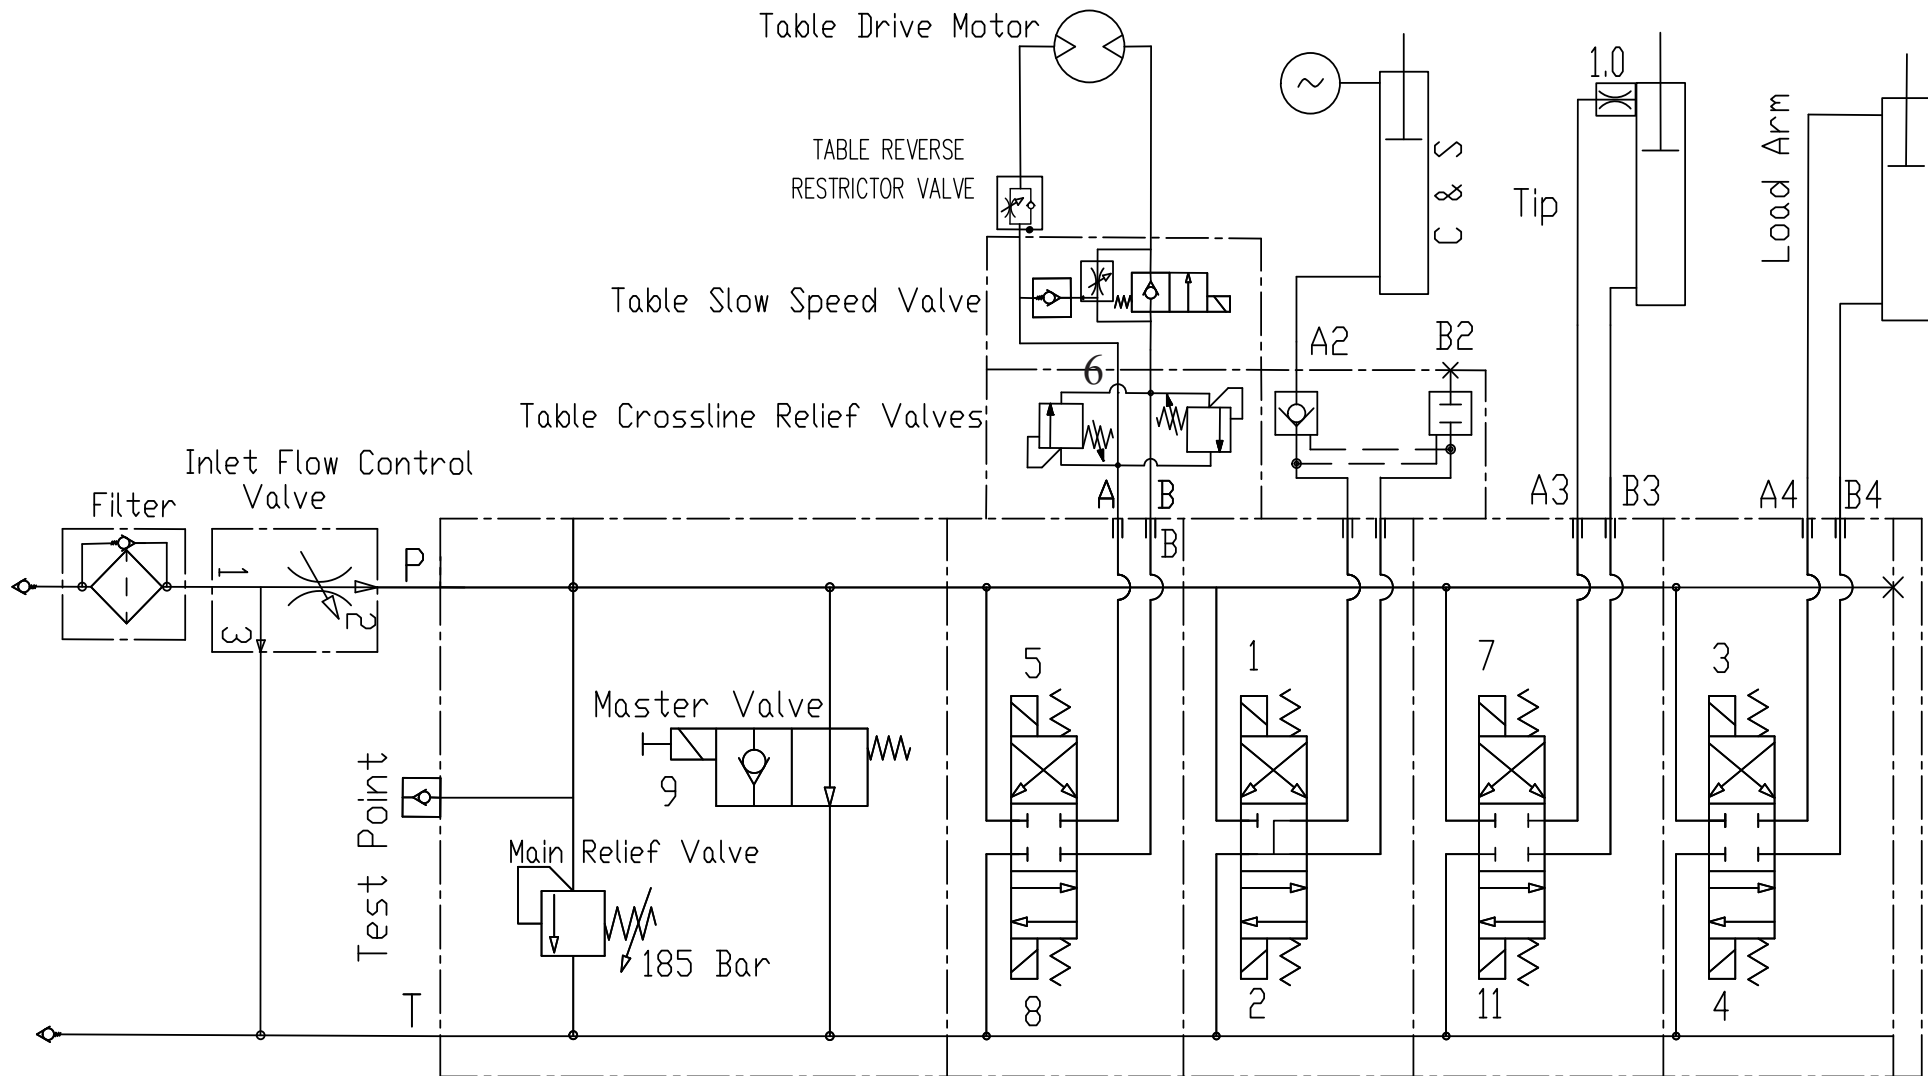 Table Drive Motor
1.0
TABLE REVERSE
RESTRICTOR VALVE
C & S
Tip
Load Arm
Table Slow Speed Valve
A2
B2
6
Table Crossline Relief Valves
Inlet Flow Control
Valve
Filter
A
B
A3
B3
A4
B4
B
P
1
2
3
5
1
7
3
Master Valve
9
Test Point
Main Relief Valve
185 Bar
T
8
2
11
4